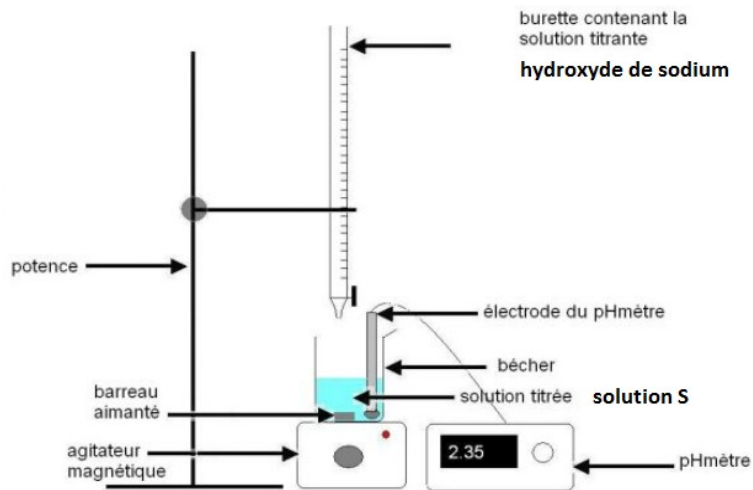 burette contenant la
solution titrante
hydroxyde de sodium
potence
électrode du pHmètre
bécher
barreau
aimanté
solution titrée solution S
agitateur
magnétique
2.35
pHmètre